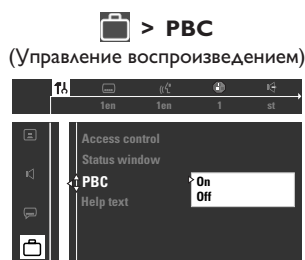 > PBC
(Управление воспроизведением)
1en 1en 1 st
Access control
Status window
PBC
On
Off
Help text